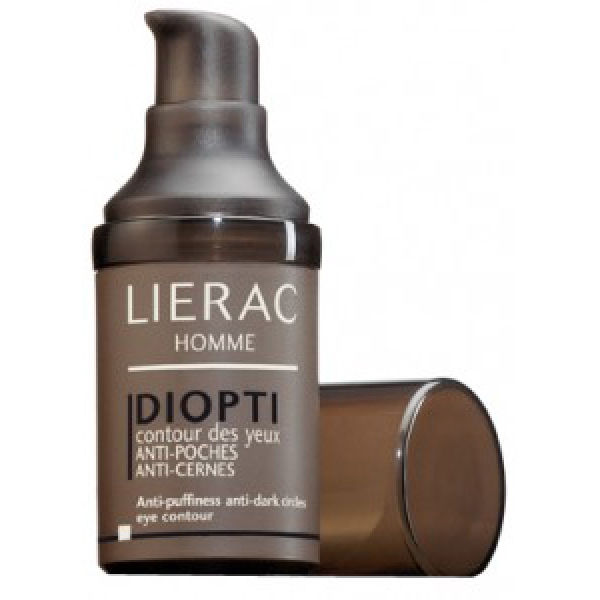 LIERAC
HOMME
DIOPTI
contour des yeux
ANTI-POCHES
ANTI-CERNES
Anti-puffiness anti-dark circles
eye contour